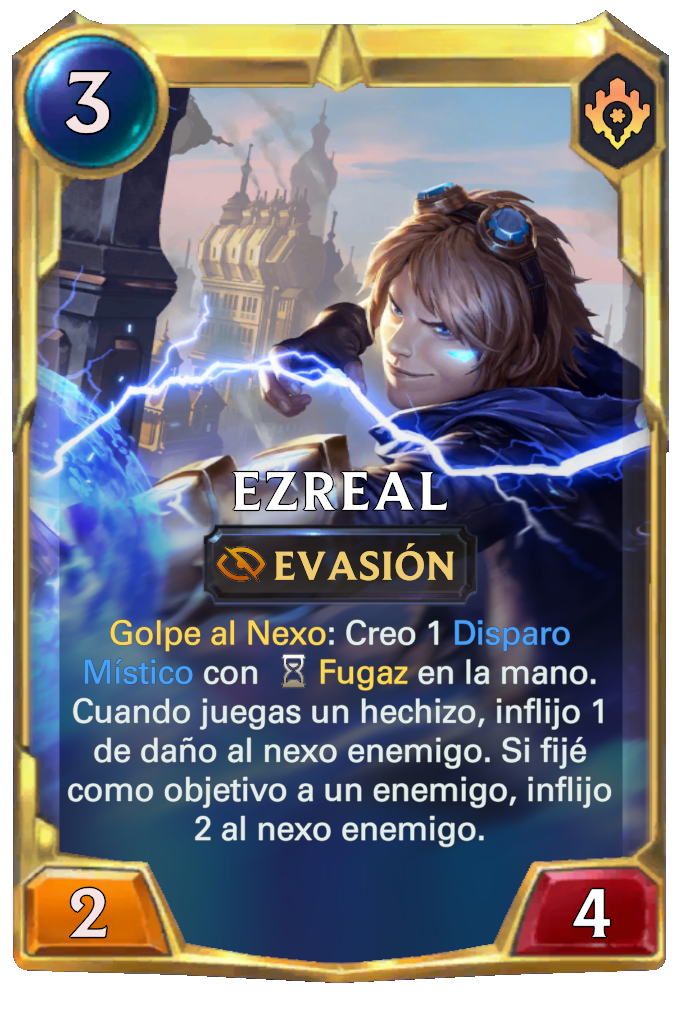 3
EZREAL
EVASIÓN
Golpe al Nexo: Creo 1 Disparo
Místico con Fugaz en la mano.
Cuando juegas un hechizo, inflijo 1
de daño al nexo enemigo. Si fijé
como objetivo a un enemigo, inflijo
2 al nexo enemigo.
2
4